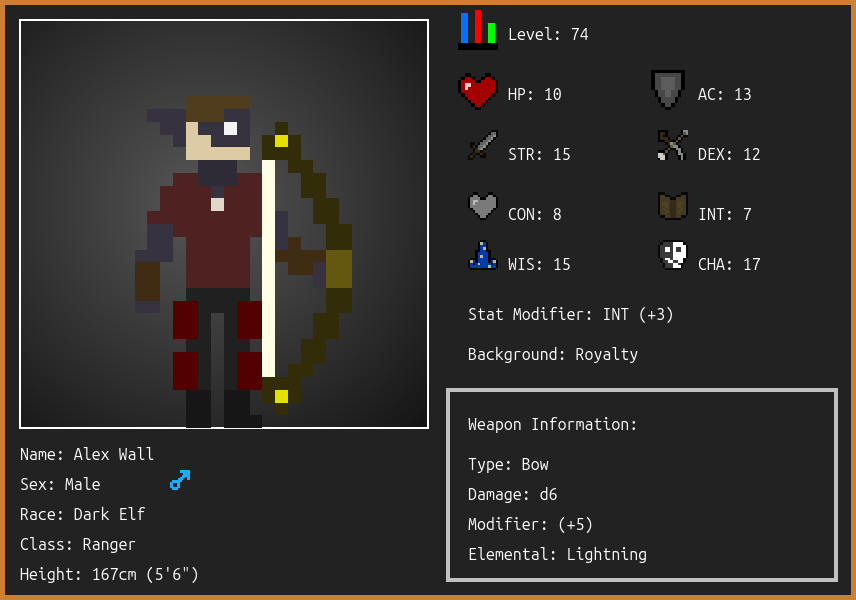 Level: 74
HP: 10
AC: 13
STR: 15
DEX: 12
CON: 8
INT: 7
WIS: 15
CHA: 17
Stat Modifier: INT (+3)
Background: Royalty
Weapon Information:
Type: Bow
Damage: d6
Modifier: (+5)
Elemental: Lightning
Name: Alex Wall
Sex: Male
Race: Dark Elf
Class: Ranger
Height: 167cm (5'6")